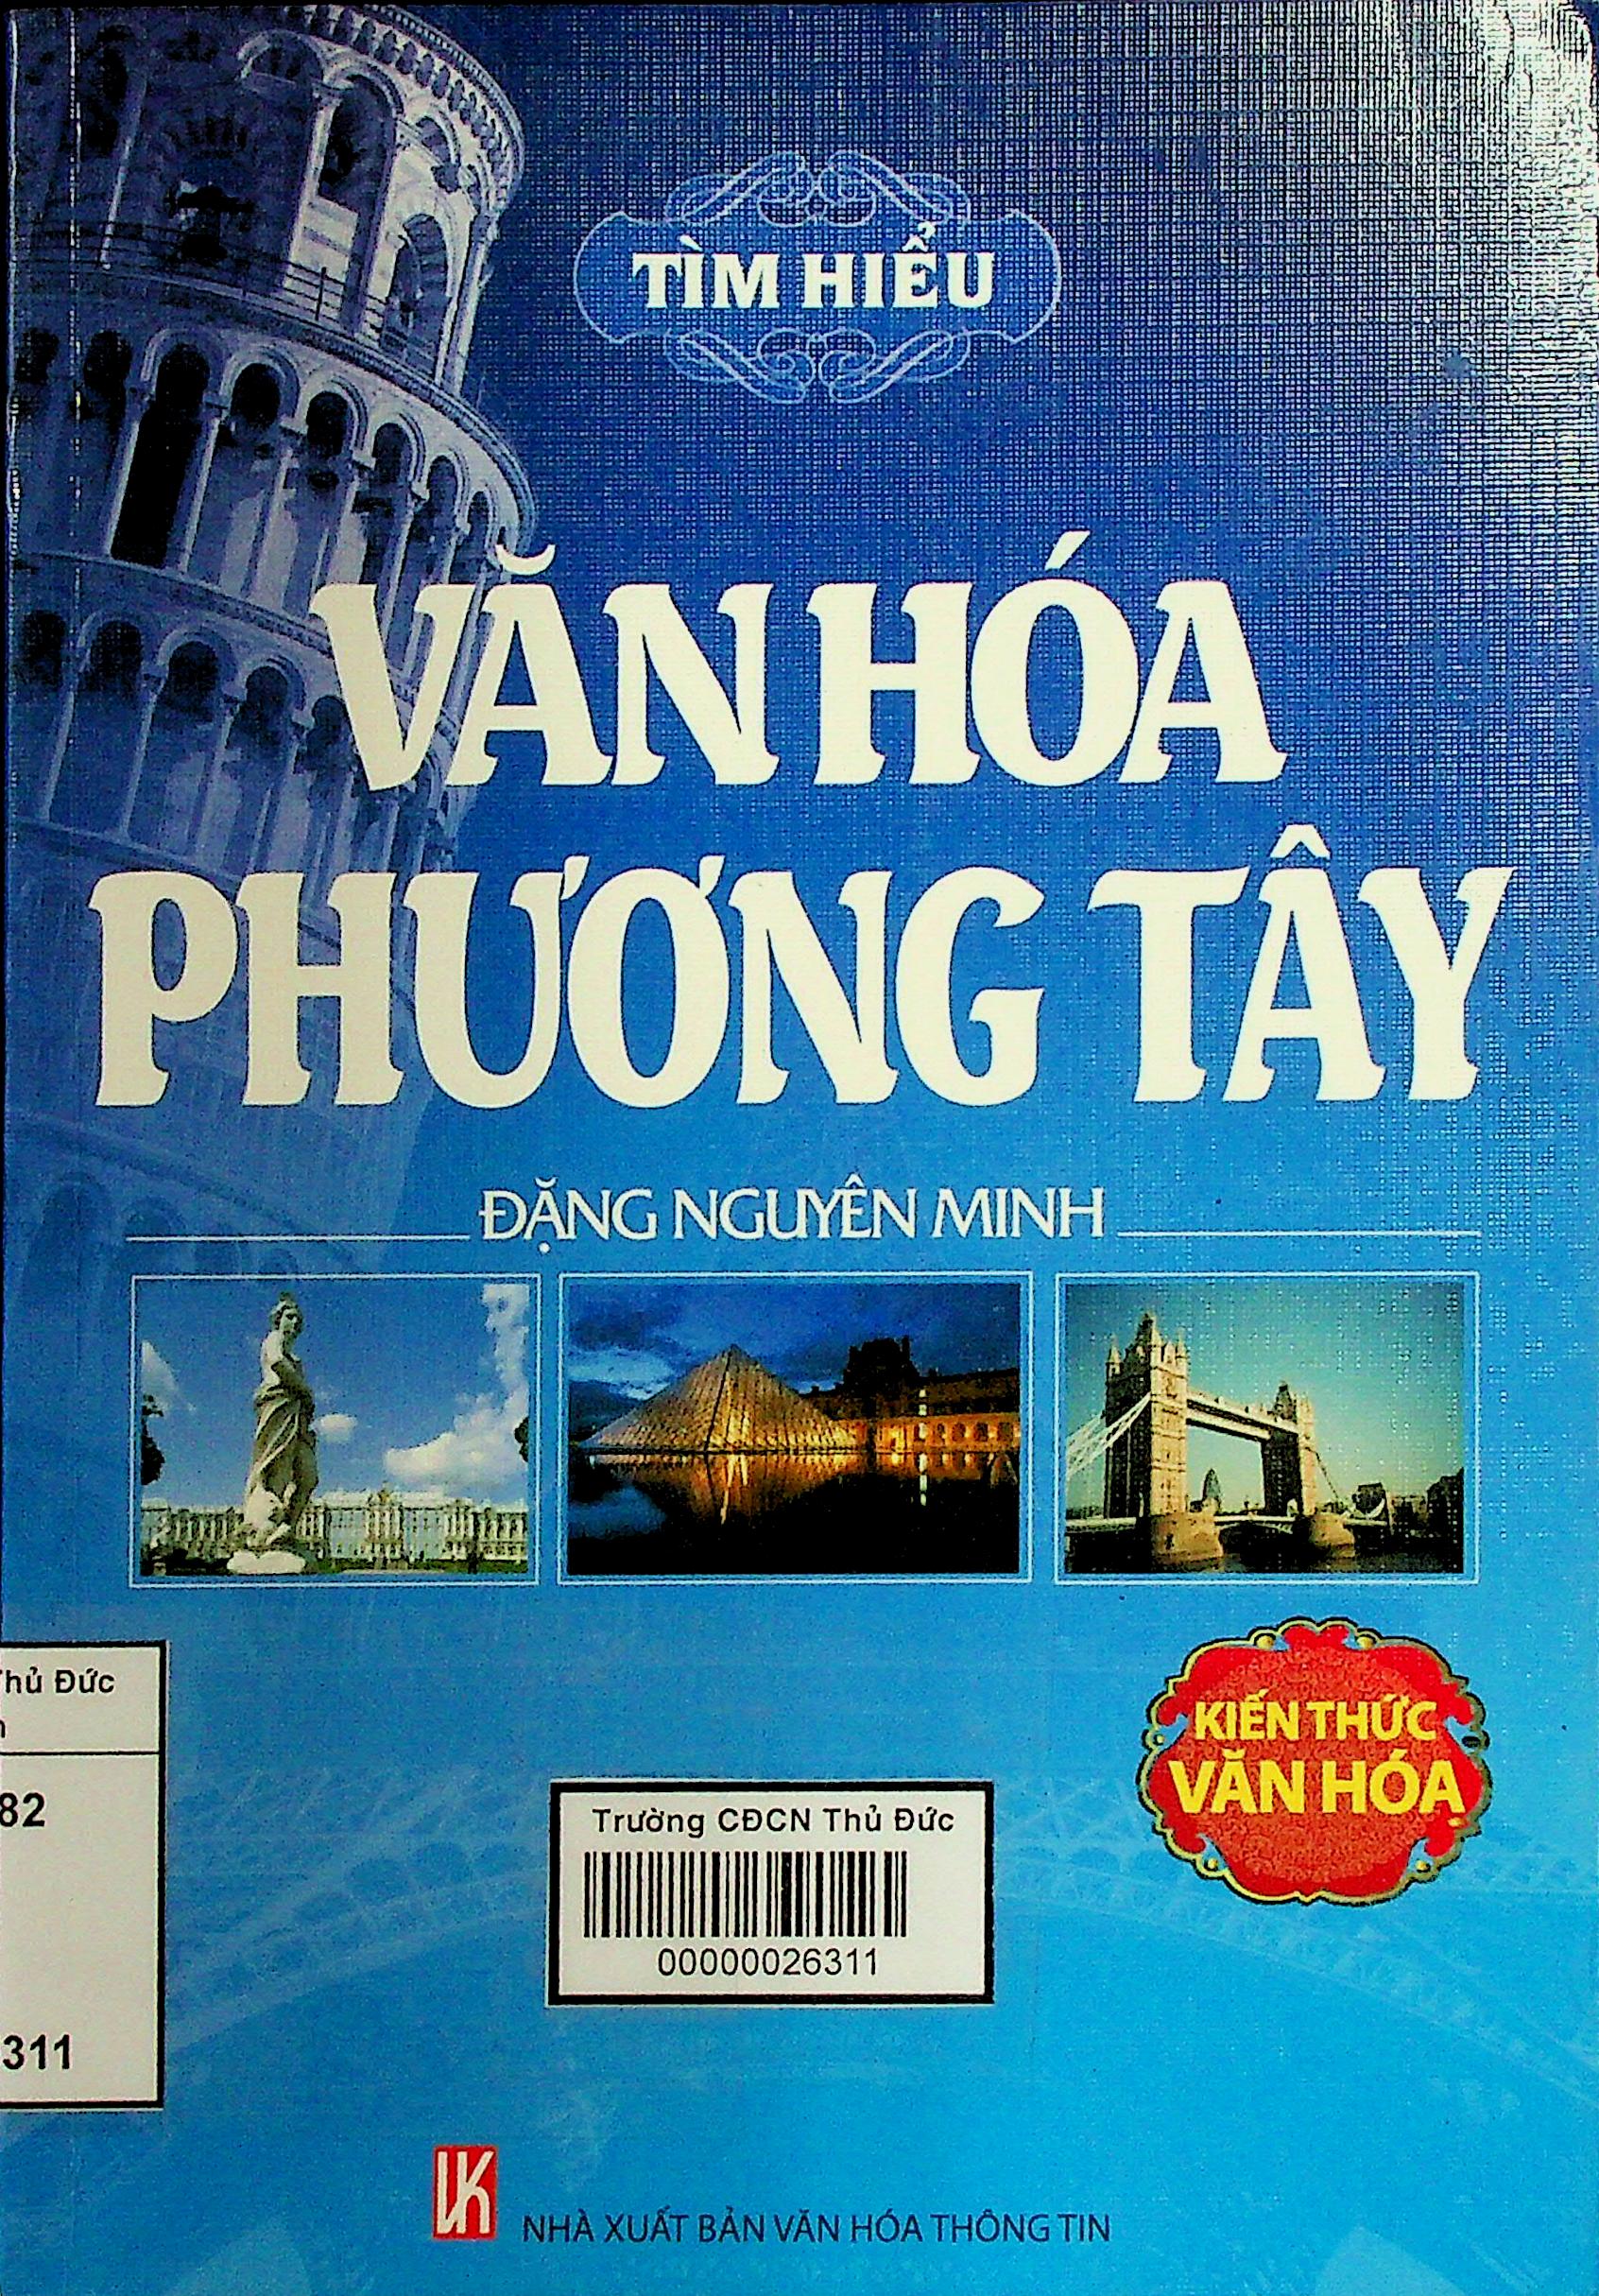 TÌM HIỂU
VĂN HÓA
PHƯƠNG TÂY
ĐẶNG NGUYÊN MINH
KIẾN THỨC
VĂN HÓA
Thủ Đức
82
311
Trường CĐCN Thủ Đức
00000026311
NHÀ XUẤT BẢN VĂN HÓA THÔNG TIN